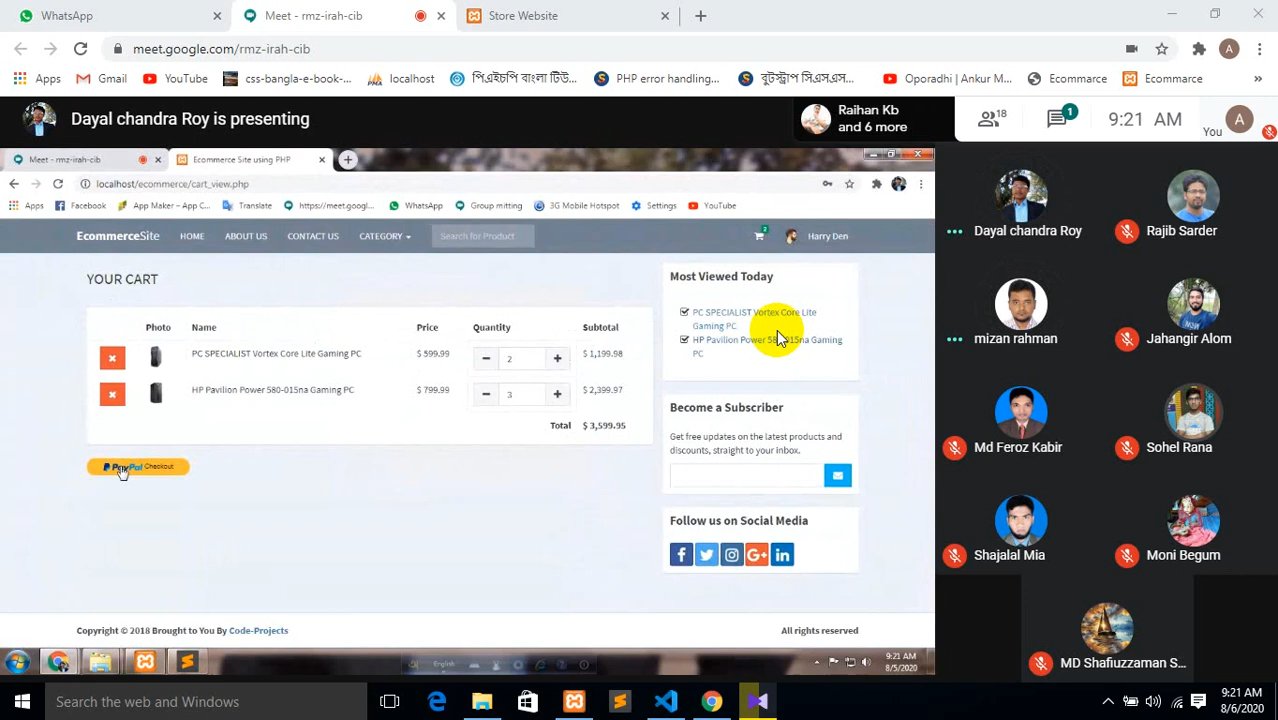 WhatsApp
Meet - rmz-irah-cib
Store Website
meet.google.com/rmz-irah-cib
A
Apps
Gmail
YouTube
css-bangla-e-book-...
localhost
পিএইচপি বাংলা টিউ...
PHP error handling...
বুটস্ট্রাপ সিএসএস...
Oporadhi | Ankur M...
Ecommerce
Ecommerce
Dayal chandra Roy is presenting
Raihan Kb
and 6 more
18
1
9:21 AM
You
A
Meet - rmz-irah-cib
Ecommerce Site using PHP
localhost/ecommerce/cart_view.php
Apps
Facebook
App Maker – App C...
Translate
https://meet.googl...
WhatsApp
Group mitting
3G Mobile Hotspot
Settings
YouTube
EcommerceSite
HOME
ABOUT US
CONTACT US
CATEGORY
Search for Product
2
Harry Den
YOUR CART
Photo Name Price Quantity Subtotal
PC SPECIALIST Vortex Core Lite Gaming PC $ 599.99 2 $ 1,199.98
HP Pavilion Power 580-015na Gaming PC $ 799.99 3 $ 2,399.97
Total $ 3,599.95
PayPal Checkout
Most Viewed Today
PC SPECIALIST Vortex Core Lite
Gaming PC
HP Pavilion Power 580-015na Gaming
PC
Become a Subscriber
Get free updates on the latest products and
discounts, straight to your inbox.
Follow us on Social Media
Copyright © 2018 Brought to You By Code-Projects
All rights reserved
English
9:21 AM
8/5/2020
Dayal chandra Roy
Rajib Sarder
mizan rahman
Jahangir Alom
Md Feroz Kabir
Sohel Rana
Shajalal Mia
Moni Begum
MD Shafiuzzaman S...
Search the web and Windows
9:21 AM
8/6/2020